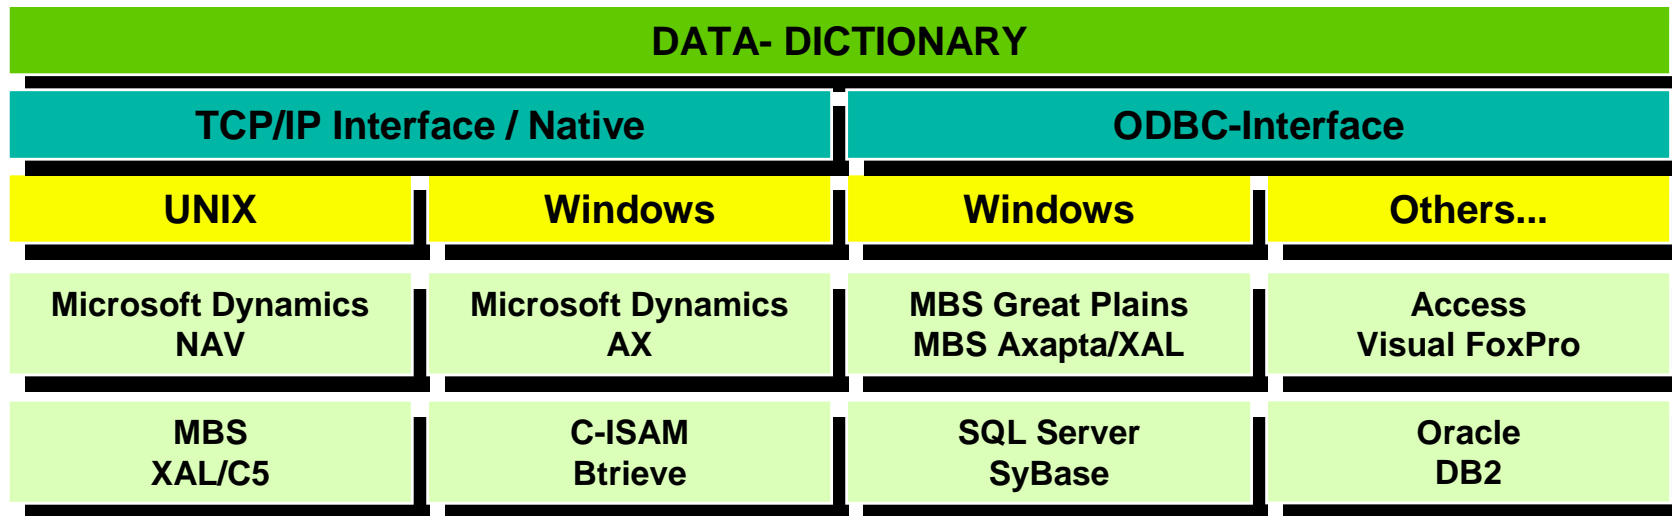 DATA- DICTIONARY
TCP/IP Interface / Native
ODBC-Interface
UNIX
Windows
Windows
Others...
Microsoft Dynamics
NAV
Microsoft Dynamics
AX
MBS Great Plains
MBS Axapta/XAL
Access
Visual FoxPro
MBS
XAL/C5
C-ISAM
Btrieve
SQL Server
SyBase
Oracle
DB2